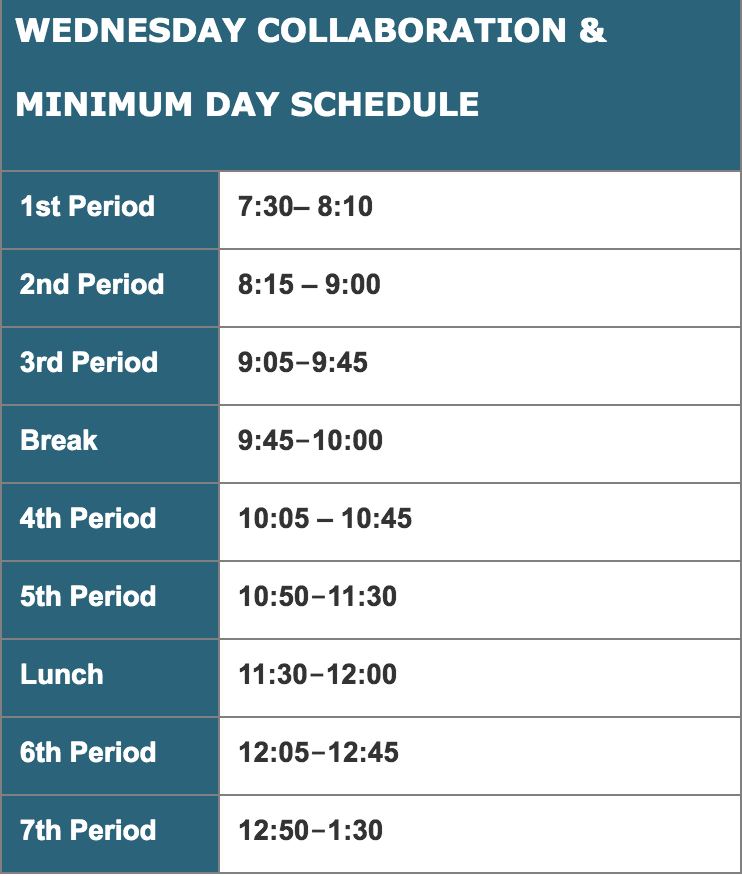 WEDNESDAY COLLABORATION &
MINIMUM DAY SCHEDULE
1st Period 7:30– 8:10
2nd Period 8:15 – 9:00
3rd Period 9:05–9:45
Break 9:45–10:00
4th Period 10:05 – 10:45
5th Period 10:50–11:30
Lunch 11:30–12:00
6th Period 12:05–12:45
7th Period 12:50–1:30